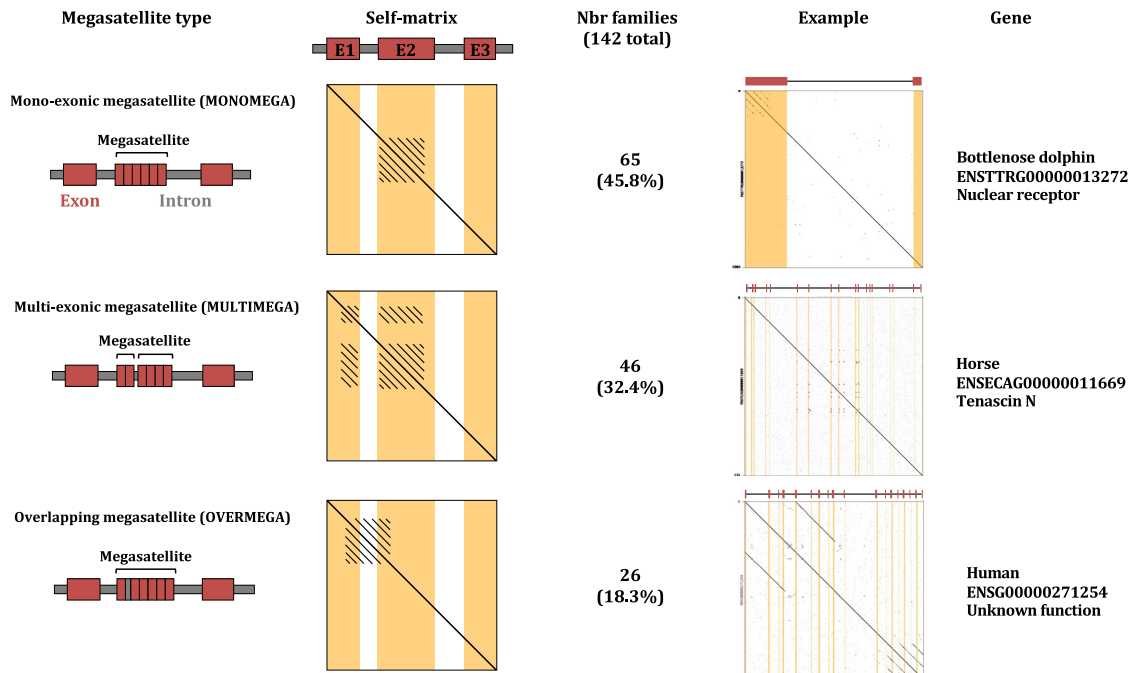 Megasatellite type
Self-matrix
Nbr families
(142 total)
Example
Gene
E1 E2 E3
Mono-exonic megasatellite (MONOMEGA)
Megasatellite
Exon Intron
65
(45.8%)
Bottlenose dolphin
ENSTTRG00000013272
Nuclear receptor
Multi-exonic megasatellite (MULTIMEGA)
Megasatellite
46
(32.4%)
Horse
ENSECAG00000011669
Tenascin N
Overlapping megasatellite (OVERMEGA)
Megasatellite
26
(18.3%)
Human
ENSG00000271254
Unknown function